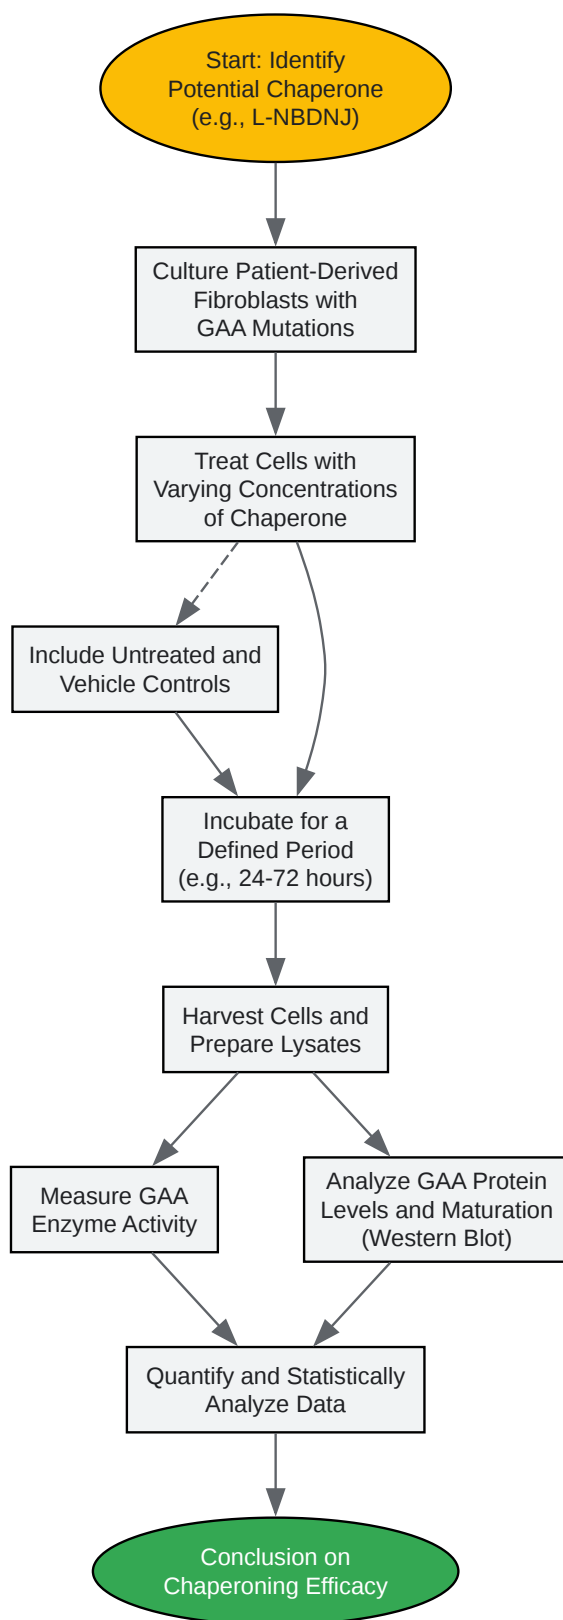 Start: Identify
Potential Chaperone
(e.g., L-NBDNJ)
Culture Patient-Derived
Fibroblasts with
GAA Mutations
Treat Cells with
Varying Concentrations
of Chaperone
Include Untreated and
Vehicle Controls
Incubate for a
Defined Period
(e.g., 24-72 hours)
Harvest Cells and
Prepare Lysates
Measure GAA
Enzyme Activity
Analyze GAA Protein
Levels and Maturation
(Western Blot)
Quantify and Statistically
Analyze Data
Conclusion on
Chaperoning Efficacy